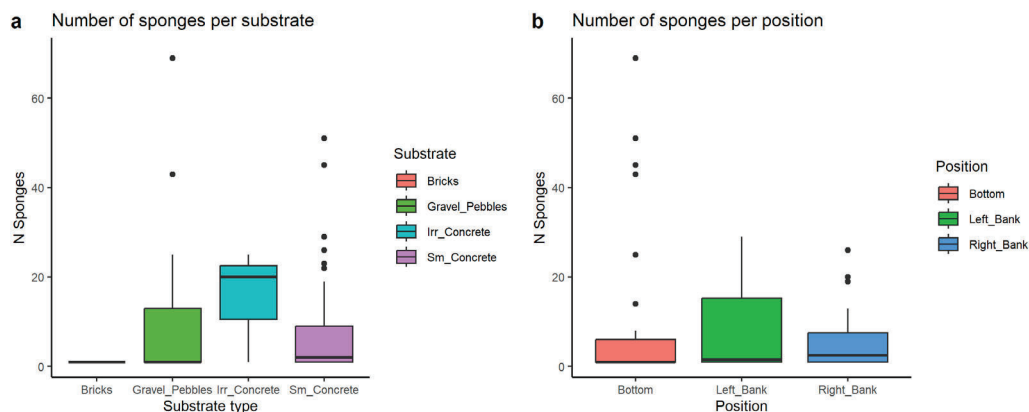 a Number of sponges per substrate
60
40
20
0
N Sponges
Bricks Gravel_Pebbles Irr_Concrete Sm_Concrete
Substrate type
Substrate
Bricks
Gravel_Pebbles
Irr_Concrete
Sm_Concrete
b Number of sponges per position
60
40
20
0
N Sponges
Bottom Left_Bank Right_Bank
Position
Position
Bottom
Left_Bank
Right_Bank